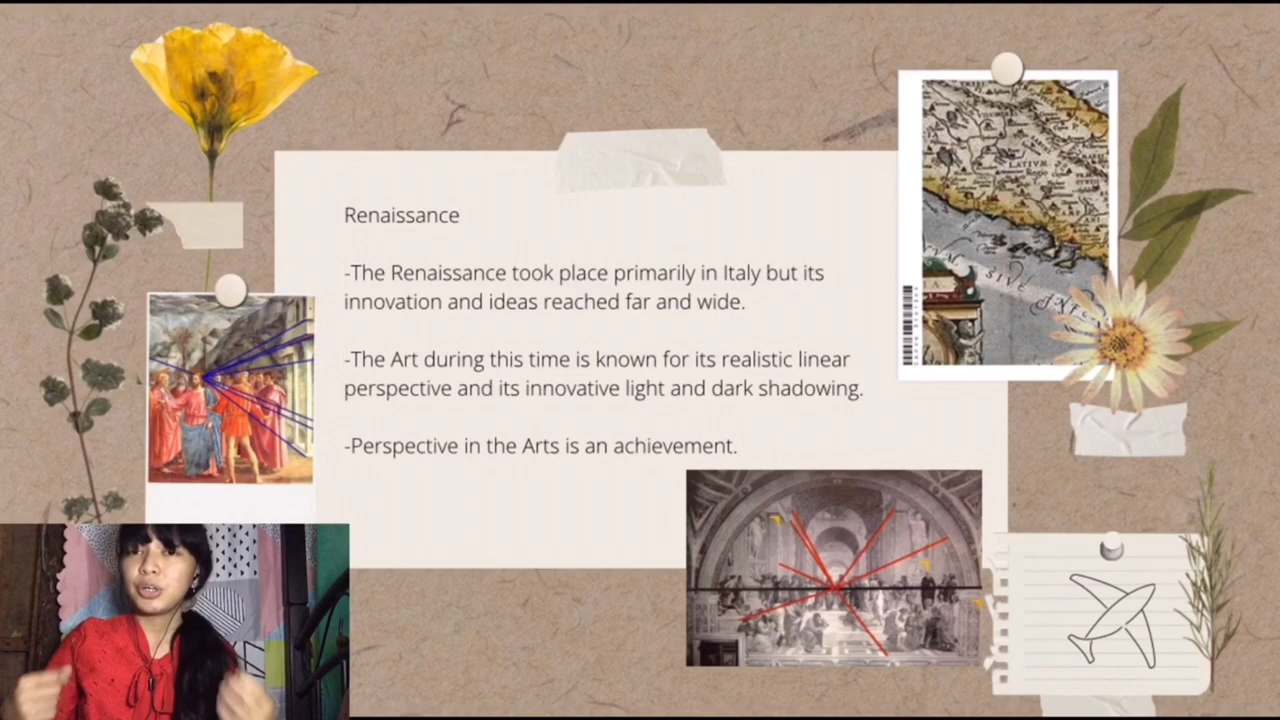 Renaissance
-The Renaissance took place primarily in Italy but its
innovation and ideas reached far and wide.
-The Art during this time is known for its realistic linear
perspective and its innovative light and dark shadowing.
-Perspective in the Arts is an achievement.
LATIVM
SIVE